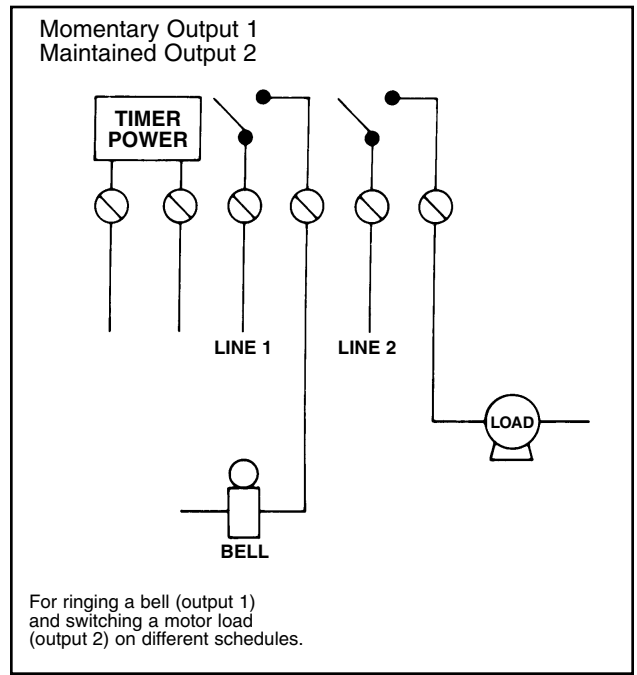 Momentary Output 1
Maintained Output 2
TIMER
POWER
LINE 1
LINE 2
LOAD
BELL
For ringing a bell (output 1)
and switching a motor load
(output 2) on different schedules.